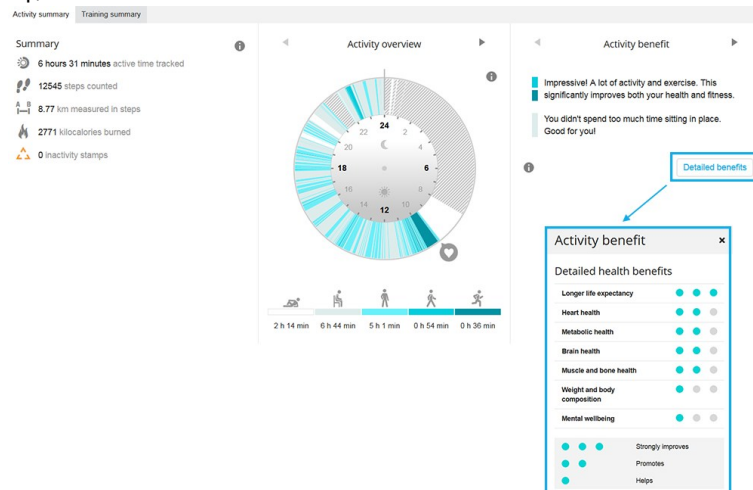 Activity summary
Training summary
Summary
6 hours 31 minutes active time tracked
12545 steps counted
A B
8.77 km measured in steps
2771 kilocalories burned
0 inactivity stamps
Activity overview
24
22
2
20
4
18
6
16
8
14
10
12
2 h 14 min
6 h 44 min
5 h 1 min
0 h 54 min
0 h 36 min
Activity benefit
Impressive! A lot of activity and exercise. This
significantly improves both your health and fitness.
You didn't spend too much time sitting in place.
Good for you!
Detailed benefits
Activity benefit
×
Detailed health benefits
Longer life expectancy
Heart health
Metabolic health
Brain health
Muscle and bone health
Weight and body
composition
Mental wellbeing
Strongly improves
Promotes
Helps